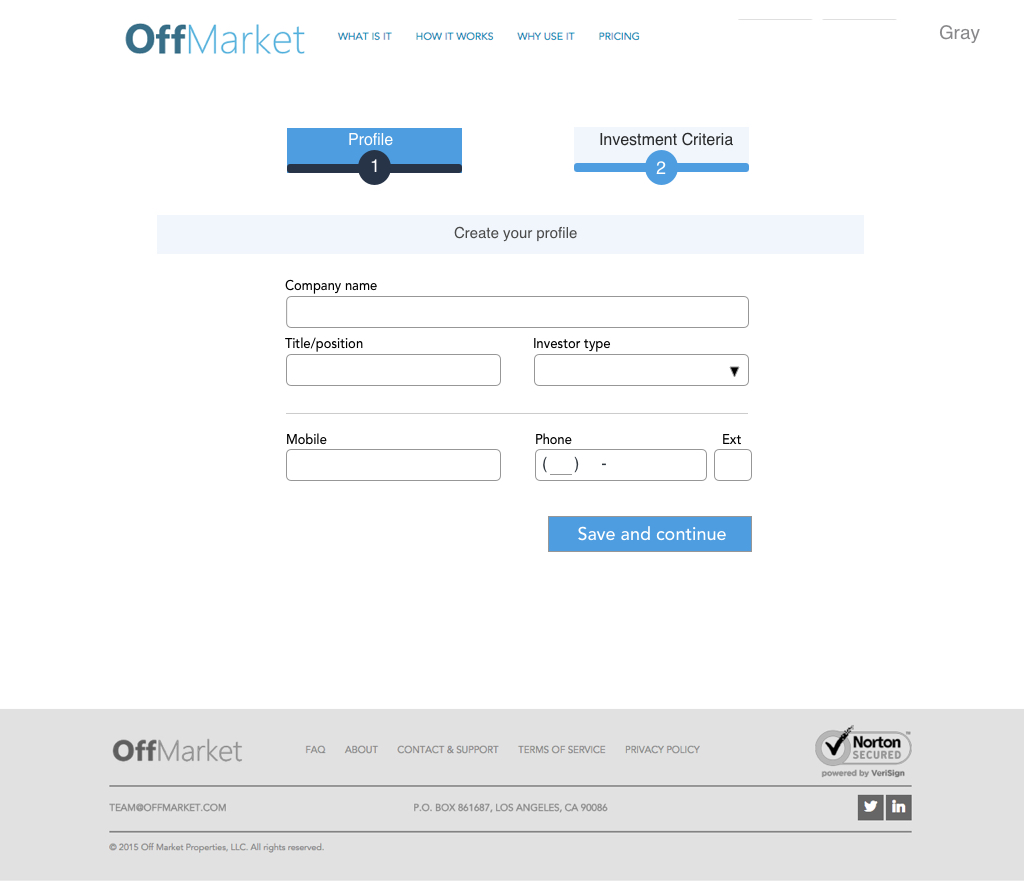 OffMarket WHAT IS IT HOW IT WORKS WHY USE IT PRICING Gray
Profile Investment Criteria
1 2
Create your profile
Company name
Title/position Investor type
▼
Mobile Phone Ext
(__) -
Save and continue
OffMarket FAQ ABOUT CONTACT & SUPPORT TERMS OF SERVICE PRIVACY POLICY
Norton™
SECURED
powered by VeriSign
TEAM@OFFMARKET.COM P.O. BOX 861687, LOS ANGELES, CA 90086
in
© 2015 Off Market Properties, LLC. All rights reserved.